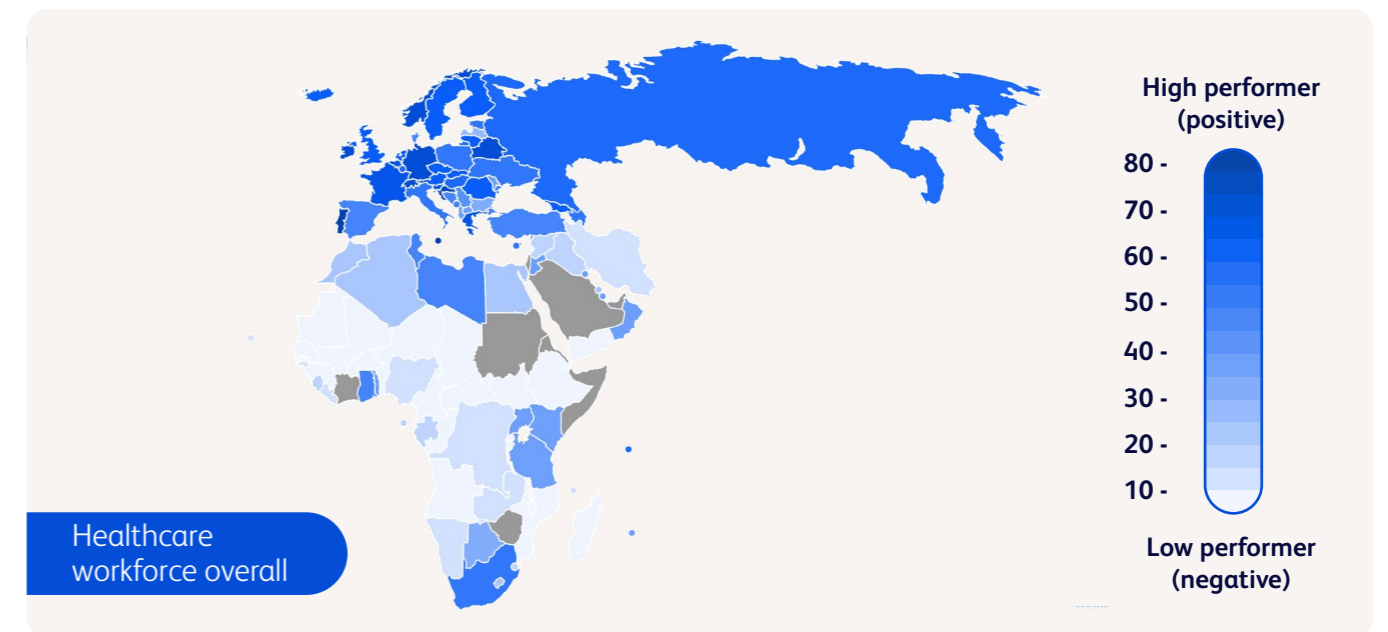 High performer
(positive)
80 -
70 -
60 -
50 -
40 -
30 -
20 -
10 -
Low performer
(negative)
Healthcare
workforce overall